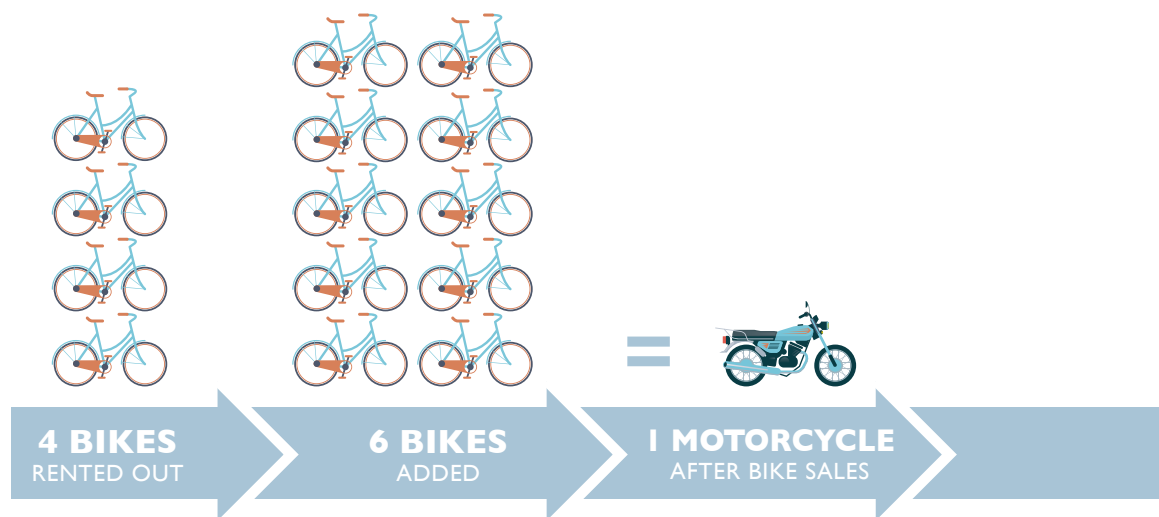 4 BIKES
RENTED OUT
6 BIKES
ADDED
1 MOTORCYCLE
AFTER BIKE SALES